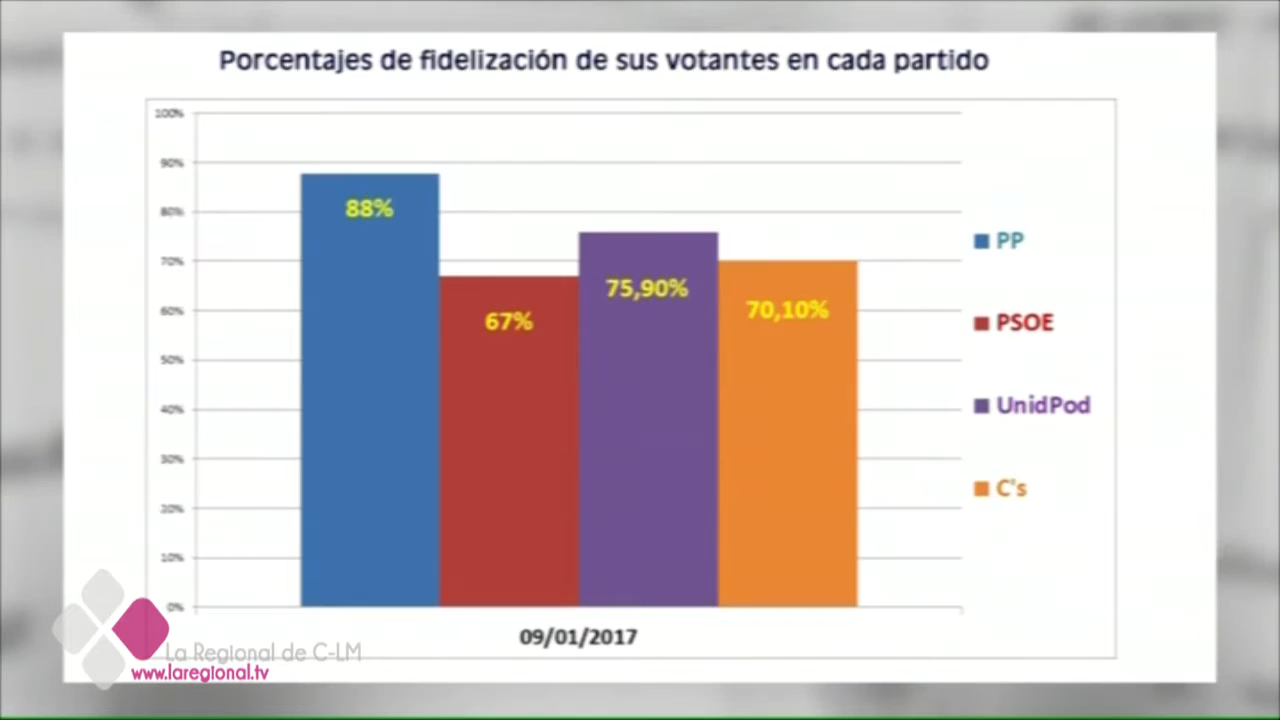 Porcentajes de fidelización de sus votantes en cada partido
100%
90%
80%
70%
60%
50%
40%
30%
20%
10%
0%
88%
67%
75,90%
70,10%
PP
PSOE
UnidPod
C's
09/01/2017
La Regional de C-LM
www.laregional.tv